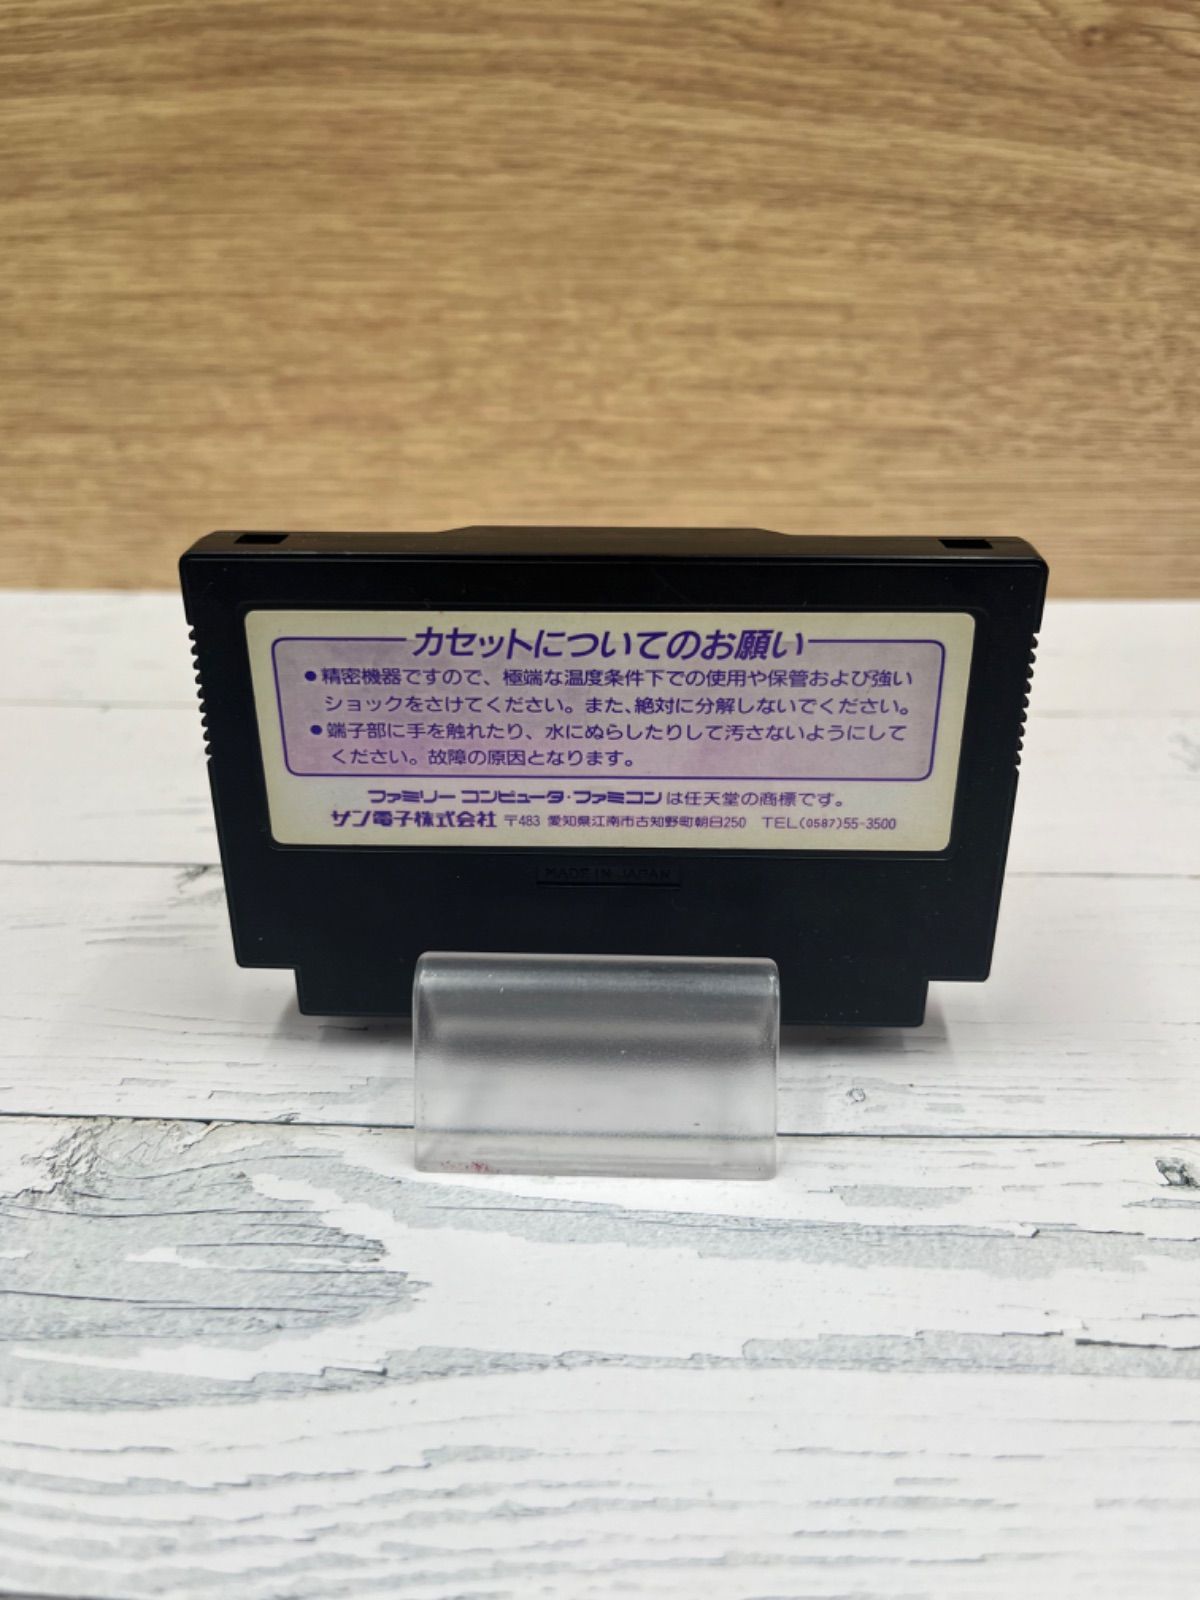 カセットについてのお願い
●精密機器ですので、極端な温度条件下での使用や保管および強い
ショックをさけてください。また、絶対に分解しないでください。
●端子部に手を触れたり、水にぬらしたりして汚さないようにして
ください。故障の原因となります。
ファミリー コンピュータ・ファミコンは任天堂の商標です。
サン電子株式会社 〒483 愛知県江南市古知野町朝日250 TEL(0587)55-3500
MADE IN JAPAN